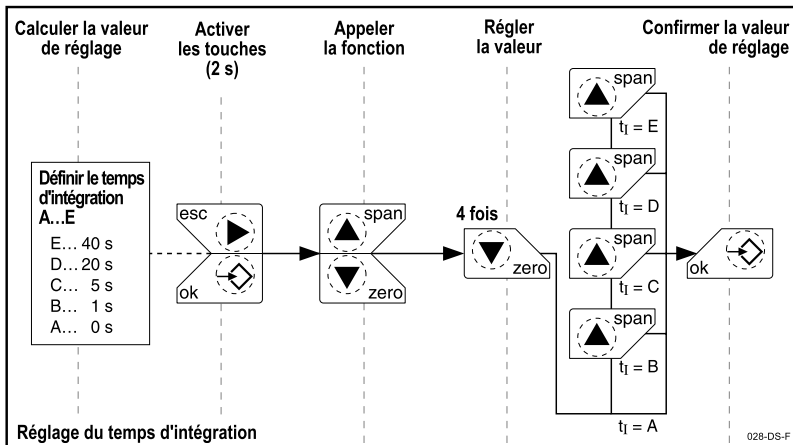 Calculer la valeur
de réglage
Activer
les touches
(2 s)
Appeler
la fonction
Régler
la valeur
Confirmer la valeur
de réglage
Définir le temps
d'intégration
A...E
E... 40 s
D... 20 s
C... 5 s
B... 1 s
A... 0 s
esc
ok
span
zero
4 fois
zero
span
tI = E
span
tI = D
span
tI = C
span
tI = B
tI = A
ok
Réglage du temps d'intégration
028-DS-F